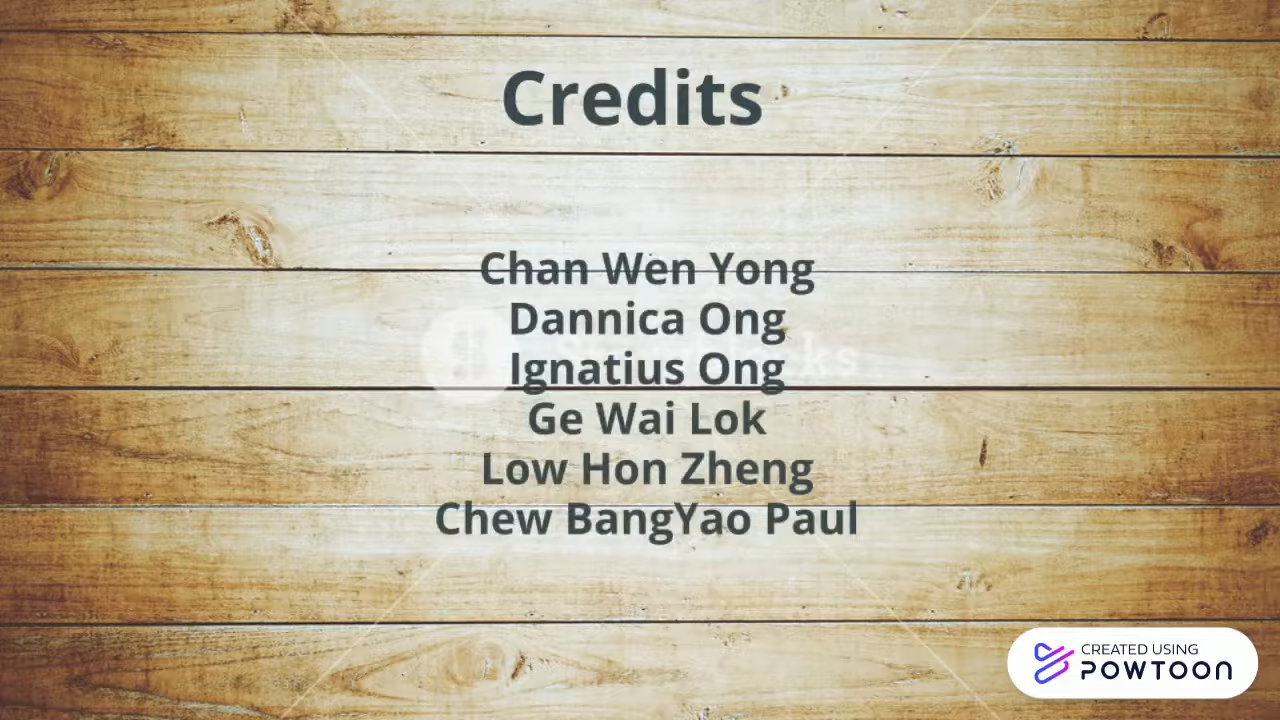 Credits
Chan Wen Yong
Dannica Ong
Ignatius Ong
Ge Wai Lok
Low Hon Zheng
Chew BangYao Paul
CREATED USING
POWTOON